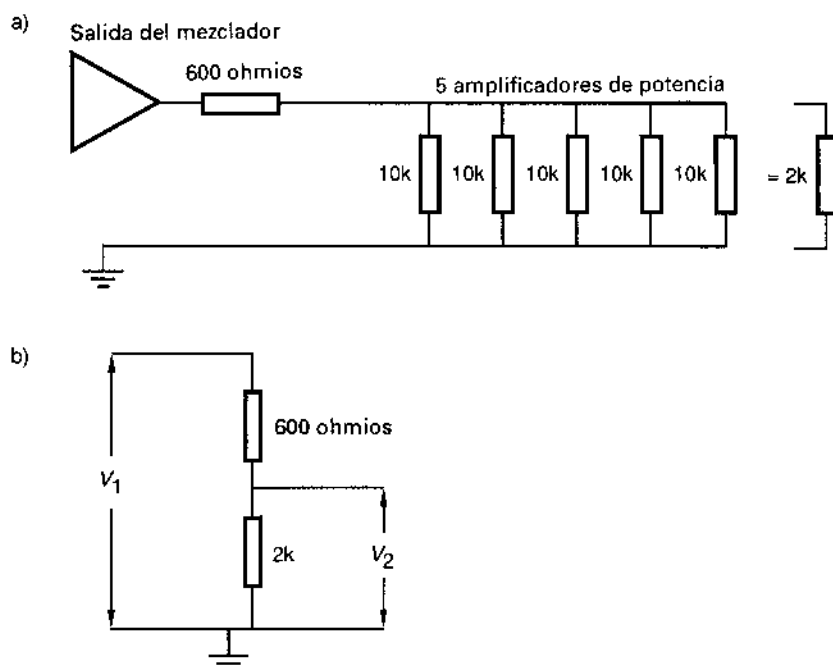 a)
Salida del mezclador
600 ohmios
5 amplificadores de potencia
10k 10k 10k 10k 10k = 2k
b)
600 ohmios
V1
2k
V2